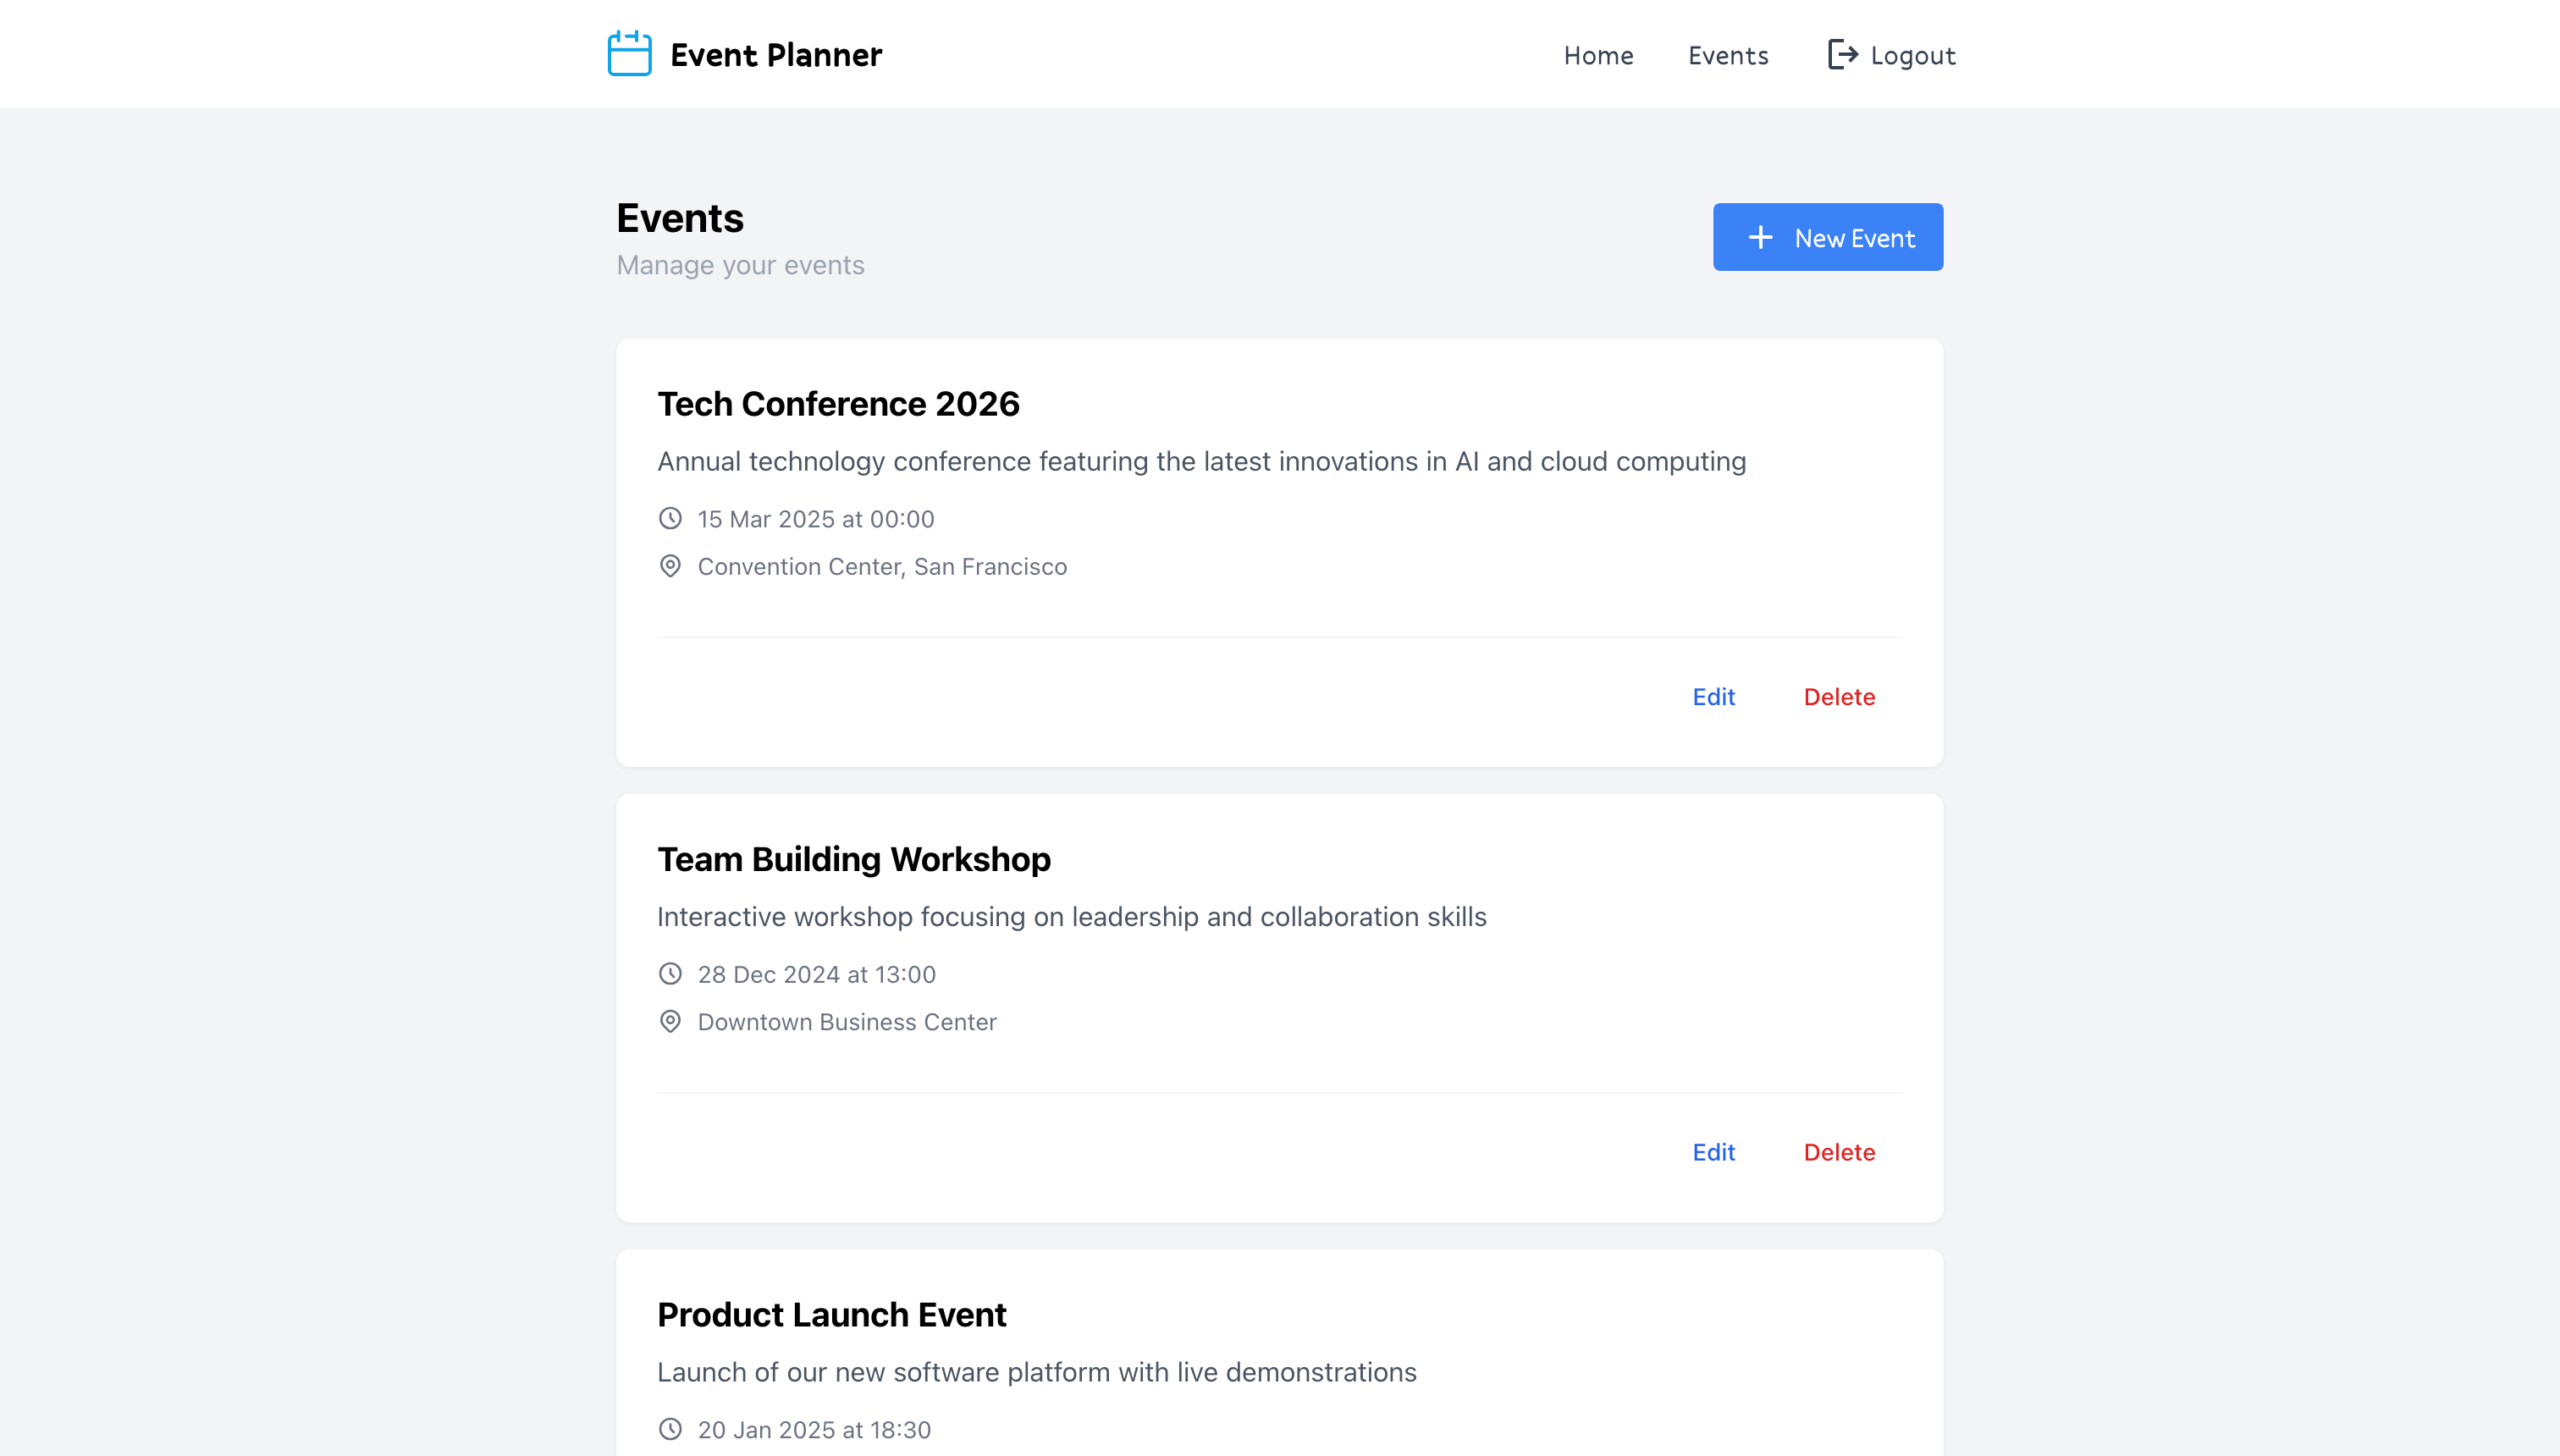 Event Planner
Home
Events
Logout
Events
Manage your events
New Event
Tech Conference 2026
Annual technology conference featuring the latest innovations in AI and cloud computing
15 Mar 2025 at 00:00
Convention Center, San Francisco
Edit
Delete
Team Building Workshop
Interactive workshop focusing on leadership and collaboration skills
28 Dec 2024 at 13:00
Downtown Business Center
Edit
Delete
Product Launch Event
Launch of our new software platform with live demonstrations
20 Jan 2025 at 18:30